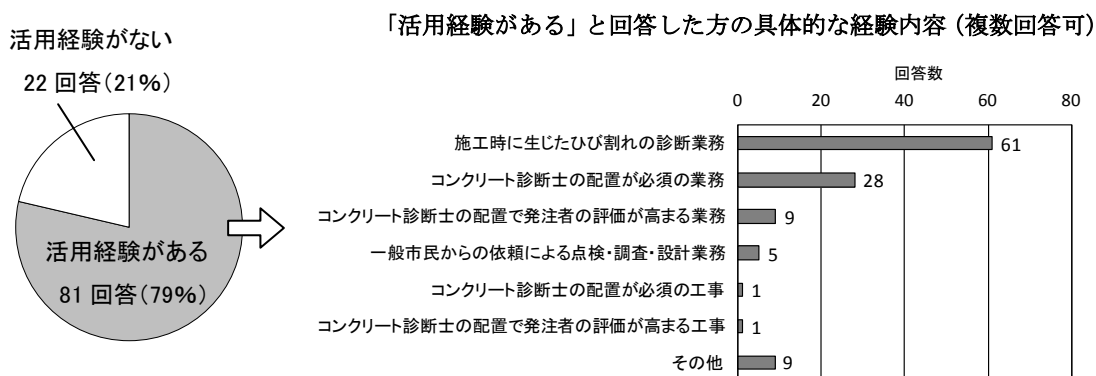 「活用経験がある」と回答した方の具体的な経験内容（複数回答可）
活用経験がない
22 回答（21％）
活用経験がある
81 回答（79％）
回答数
0 20 40 60 80
施工時に生じたひび割れの診断業務 61
コンクリート診断士の配置が必須の業務 28
コンクリート診断士の配置で発注者の評価が高まる業務 9
一般市民からの依頼による点検・調査・設計業務 5
コンクリート診断士の配置が必須の工事 1
コンクリート診断士の配置で発注者の評価が高まる工事 1
その他 9